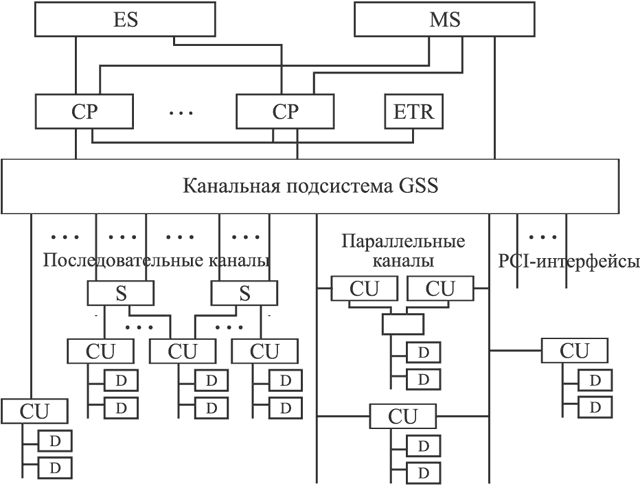 ES MS
CP ... CP ETR
Канальная подсистема GSS
... ... ... ...
Последовательные каналы
Параллельные
каналы
PCI-интерфейсы
S S
CU CU
... ...
CU CU CU
D
CU
D D D
D
D D D
CU
CU
D
D
D
D
D
D